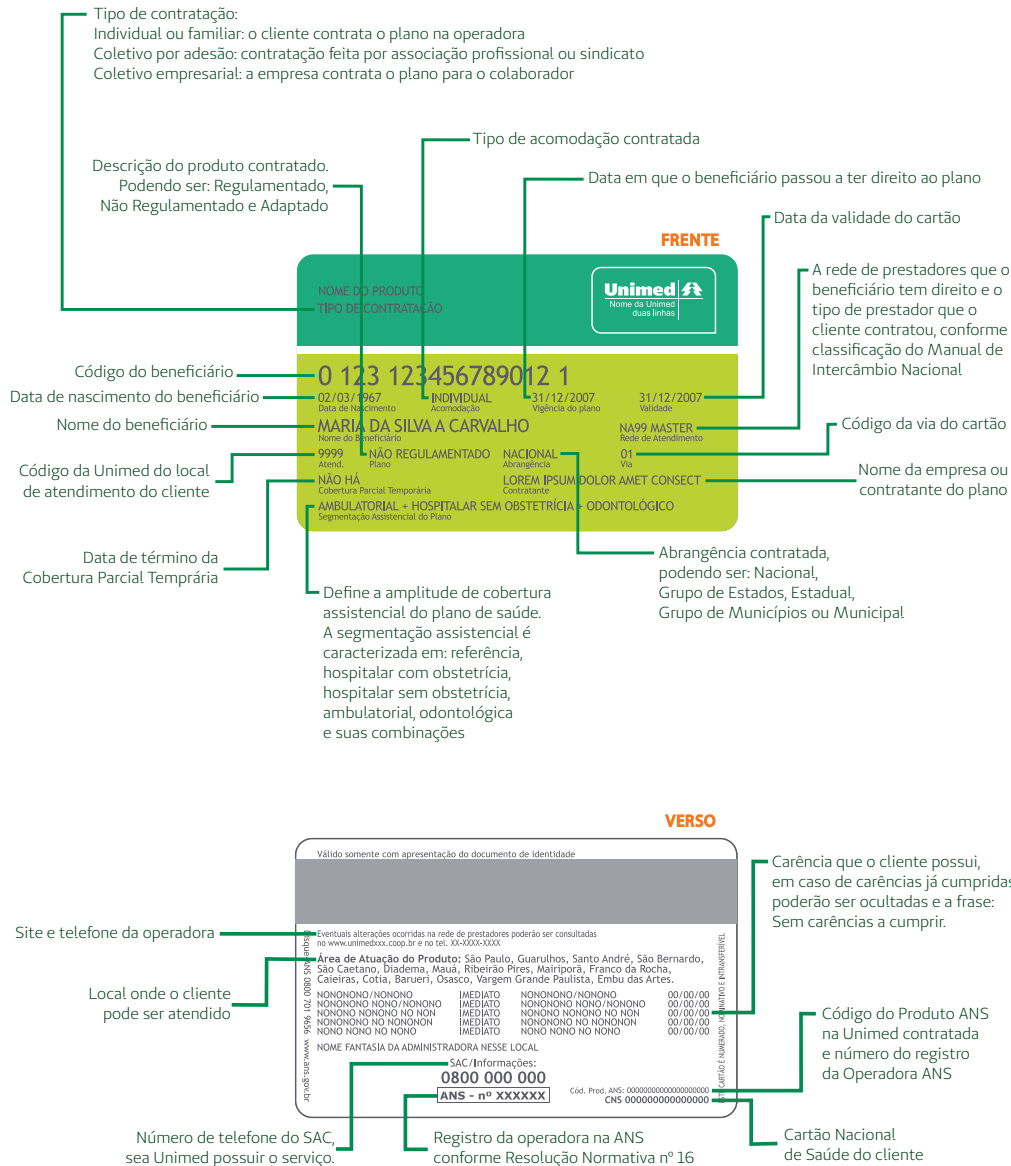 Tipo de contratação:
Individual ou familiar: o cliente contrata o plano na operadora
Coletivo por adesão: contratação feita por associação profissional ou sindicato
Coletivo empresarial: a empresa contrata o plano para o colaborador
Tipo de acomodação contratada
Descrição do produto contratado.
Podendo ser: Regulamentado,
Não Regulamentado e Adaptado
Data em que o beneficiário passou a ter direito ao plano
Data da validade do cartão
FRENTE
A rede de prestadores que o
beneficiário tem direito e o
tipo de prestador que o
cliente contratou, conforme
classificação do Manual de
Intercâmbio Nacional
NOME DO PRODUTO
TIPO DE CONTRATAÇÃO
Unimed
Nome da Unimed
duas linhas
Código do beneficiário
0 123 123456789012 1
Data de nascimento do beneficiário
02/03/1967 INDIVIDUAL 31/12/2007 31/12/2007
Data de Nascimento Acomodação Vigência do plano Validade
Nome do beneficiário
MARIA DA SILVA A CARVALHO NA99 MASTER
Nome do Beneficiário Rede de Atendimento
Código da via do cartão
9999 NÃO REGULAMENTADO NACIONAL 01
Atend. Plano Abrangência Via
Código da Unimed do local
de atendimento do cliente
Nome da empresa ou
contratante do plano
NÃO HÁ LOREM IPSUM DOLOR AMET CONSECT
Cobertura Parcial Temporária Contratante
AMBULATORIAL + HOSPITALAR SEM OBSTETRÍCIA + ODONTOLÓGICO
Segmentação Assistencial do Plano
Data de término da
Cobertura Parcial Temprária
Abrangência contratada,
podendo ser: Nacional,
Grupo de Estados, Estadual,
Grupo de Municípios ou Municipal
Define a amplitude de cobertura
assistencial do plano de saúde.
A segmentação assistencial é
caracterizada em: referência,
hospitalar com obstetrícia,
hospitalar sem obstetrícia,
ambulatorial, odontológica
e suas combinações
VERSO
Válido somente com apresentação do documento de identidade
Carência que o cliente possui,
em caso de carências já cumpridas
poderão ser ocultadas e a frase:
Sem carências a cumprir.
Site e telefone da operadora
Eventuais alterações ocorridas na rede de prestadores poderão ser consultadas
no www.unimedxxx.coop.br e no tel. XX-XXXX-XXXX
Área de Atuação do Produto: São Paulo, Guarulhos, Santo André, São Bernardo,
São Caetano, Diadema, Mauá, Ribeirão Pires, Mairiporã, Franco da Rocha,
Caieiras, Cotia, Barueri, Osasco, Vargem Grande Paulista, Embu das Artes.
Local onde o cliente
pode ser atendido
NONONONO/NONONO IMEDIATO NONONONO/NONONO 00/00/00
NONONONO NONO/NONONO IMEDIATO NONONONO NONO/NONONO 00/00/00
NONONONO NONONO NO NON IMEDIATO NONONONO NONONO NO NON 00/00/00
NONONONO NO NONONON IMEDIATO NONONONO NO NONONON 00/00/00
NONO NONO NO NONO IMEDIATO NONO NONO NO NONO 00/00/00
NOME FANTASIA DA ADMINISTRADORA NESSE LOCAL
SAC/Informações:
0800 000 000
ANS - nº XXXXXX
Cód. Prod. ANS: 0000000000000000000
CNS 000000000000000
Disque ANS 0800 701 9656 www.ans.gov.br
ESTE CARTÃO É NUMERADO, NOMINATIVO E INTRANSFERÍVEL
Código do Produto ANS
na Unimed contratada
e número do registro
da Operadora ANS
Número de telefone do SAC,
sea Unimed possuir o serviço.
Registro da operadora na ANS
conforme Resolução Normativa nº 16
Cartão Nacional
de Saúde do cliente